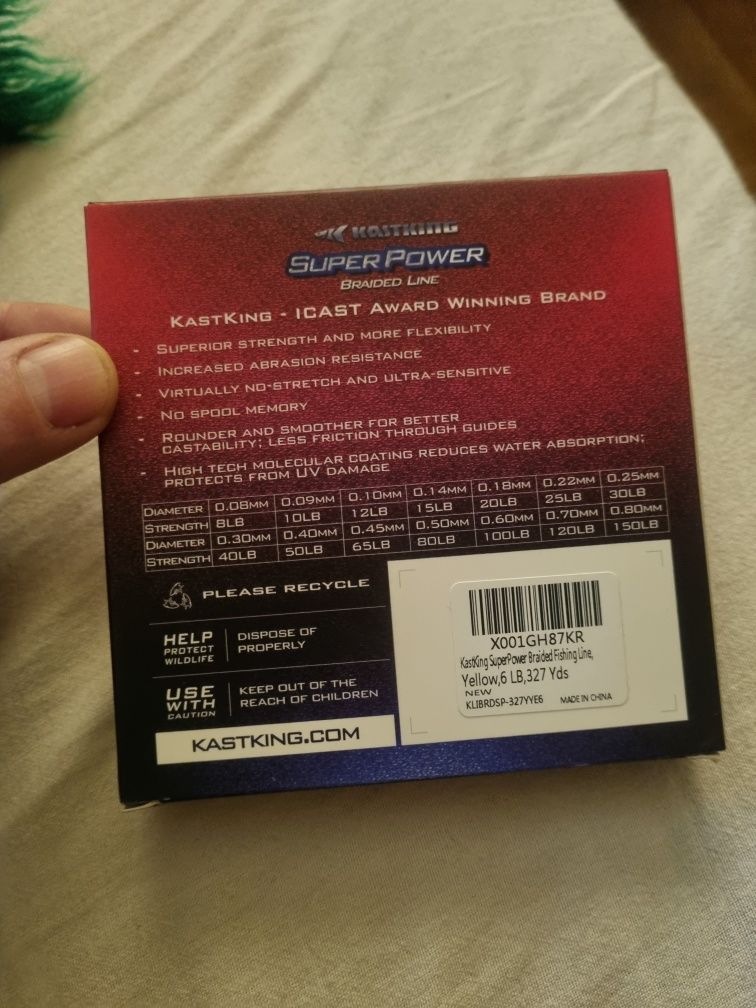 KASTKING
SUPERPOWER
BRAIDED LINE
KASTKING - ICAST AWARD WINNING BRAND
- SUPERIOR STRENGTH AND MORE FLEXIBILITY
- INCREASED ABRASION RESISTANCE
- VIRTUALLY NO-STRETCH AND ULTRA-SENSITIVE
- NO SPOOL MEMORY
- ROUNDER AND SMOOTHER FOR BETTER
CASTABILITY; LESS FRICTION THROUGH GUIDES
- HIGH TECH MOLECULAR COATING REDUCES WATER ABSORPTION;
PROTECTS FROM UV DAMAGE
DIAMETER 0.08MM 0.09MM 0.10MM 0.14MM 0.18MM 0.22MM 0.25MM
STRENGTH 8LB 10LB 12LB 15LB 20LB 25LB 30LB
DIAMETER 0.30MM 0.40MM 0.45MM 0.50MM 0.60MM 0.70MM 0.80MM
STRENGTH 40LB 50LB 65LB 80LB 100LB 120LB 150LB
PLEASE RECYCLE
HELP
PROTECT
WILDLIFE
DISPOSE OF
PROPERLY
USE
WITH
CAUTION
KEEP OUT OF THE
REACH OF CHILDREN
KASTKING.COM
X001GH87KR
KastKing SuperPower Braided Fishing Line,
Yellow,6 LB,327 Yds
NEW
KLIBRDSP-327YYE6 MADE IN CHINA